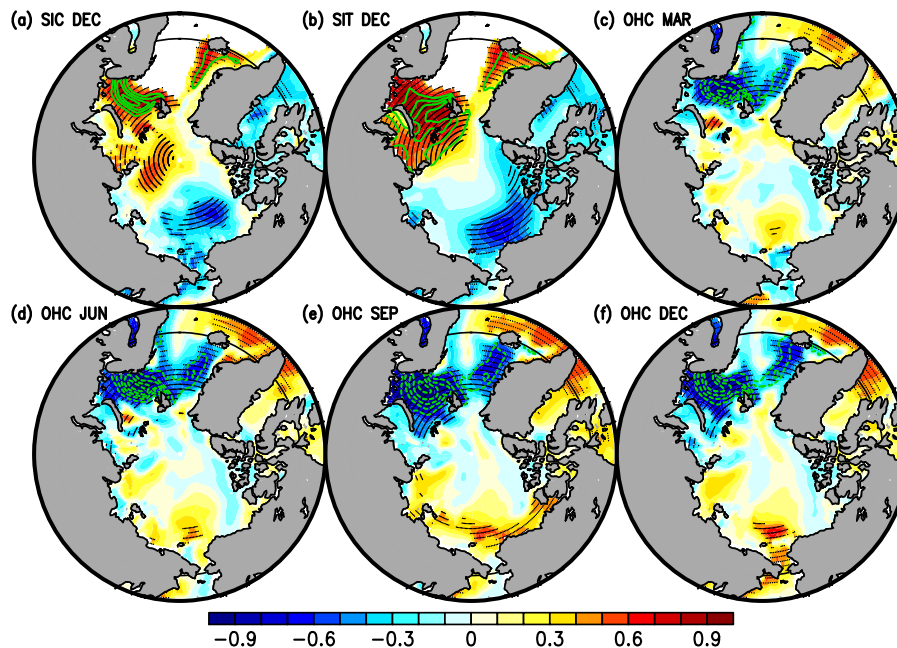 (a) SIC DEC
(b) SIT DEC
(c) OHC MAR
(d) OHC JUN
(e) OHC SEP
(f) OHC DEC
−0.9 −0.6 −0.3 0 0.3 0.6 0.9